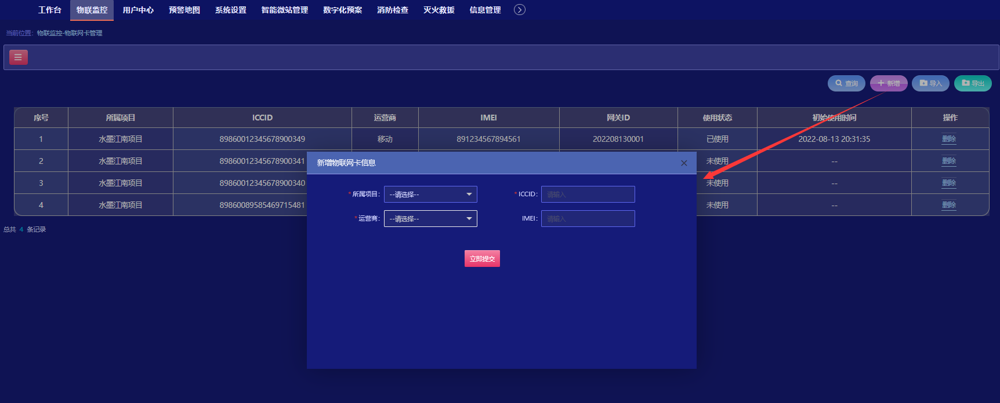 工作台 物联监控 用户中心 预警地图 系统设置 智能微站管理 数字化预案 消防检查 灭火救援 信息管理
当前位置: 物联监控-物联网卡管理
查询 新增 导入 导出
序号 所属项目 ICCID 运营商 IMEI 网关ID 使用状态 初始使用时间 操作
1 水墨江南项目 89860012345678900349 移动 891234567894561 202208130001 已使用 2022-08-13 20:31:35 删除
2 水墨江南项目 89860012345678900341 未使用 -- 删除
3 水墨江南项目 89860012345678900340 未使用 -- 删除
4 水墨江南项目 89860089585469715481 未使用 -- 删除
总共 4 条记录
新增物联网卡信息
*所属项目: --请选择-- *ICCID: 请输入
*运营商: --请选择-- IMEI: 请输入
立即提交